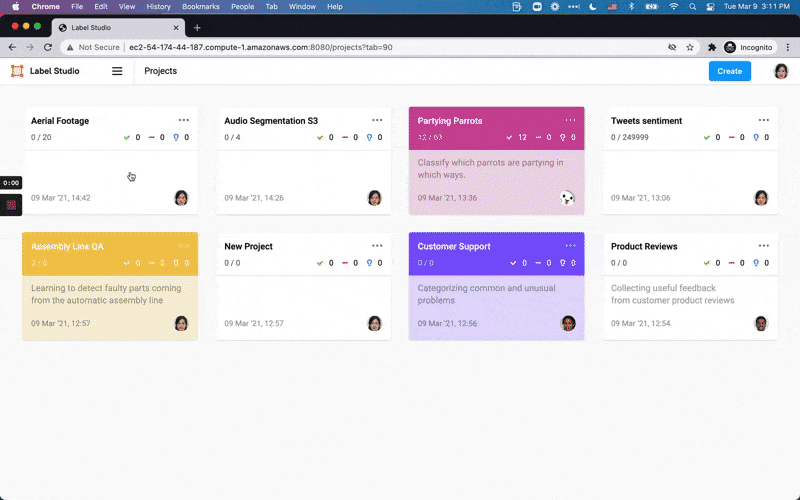 Chrome File Edit View History Bookmarks People Tab Window Help Tue Mar 9 3:11 PM
Label Studio
Not Secure | ec2-54-174-44-187.compute-1.amazonaws.com:8080/projects?tab=90 Incognito
Label Studio Projects Create
Aerial Footage Audio Segmentation S3 Partying Parrots Tweets sentiment
0 / 20 0 0 0 0 / 4 0 0 0 12 / 63 12 0 0 0 / 249999 0 0 0
Classify which parrots are partying in
which ways.
0:00
09 Mar '21, 14:42 09 Mar '21, 14:26 09 Mar '21, 13:36 09 Mar '21, 13:06
Assembly Line QA New Project Customer Support Product Reviews
0 0 0 0 / 0 0 0 0 0 / 0 0 0 0 0 / 0 0 0 0
Learning to detect faulty parts coming Categorizing common and unusual Collecting useful feedback
from the automatic assembly line problems from customer product reviews
09 Mar '21, 12:57 09 Mar '21, 12:57 09 Mar '21, 12:56 09 Mar '21, 12:54